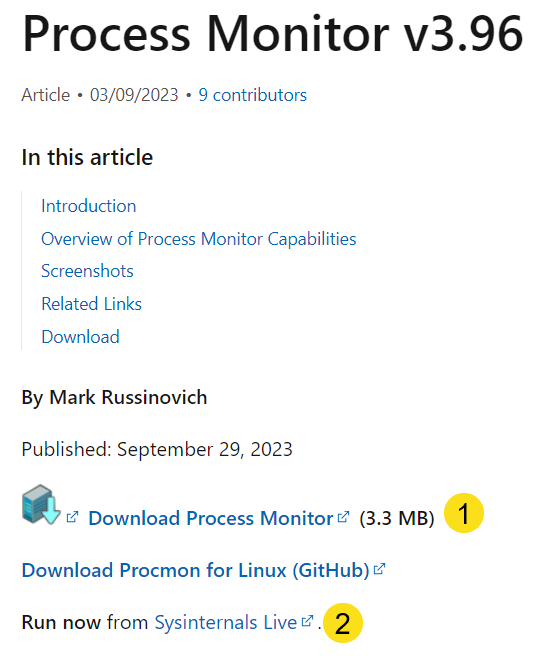 Process Monitor v3.96
Article • 03/09/2023 • 9 contributors
In this article
Introduction
Overview of Process Monitor Capabilities
Screenshots
Related Links
Download
By Mark Russinovich
Published: September 29, 2023
Download Process Monitor (3.3 MB) 1
Download Procmon for Linux (GitHub)
Run now from Sysinternals Live . 2